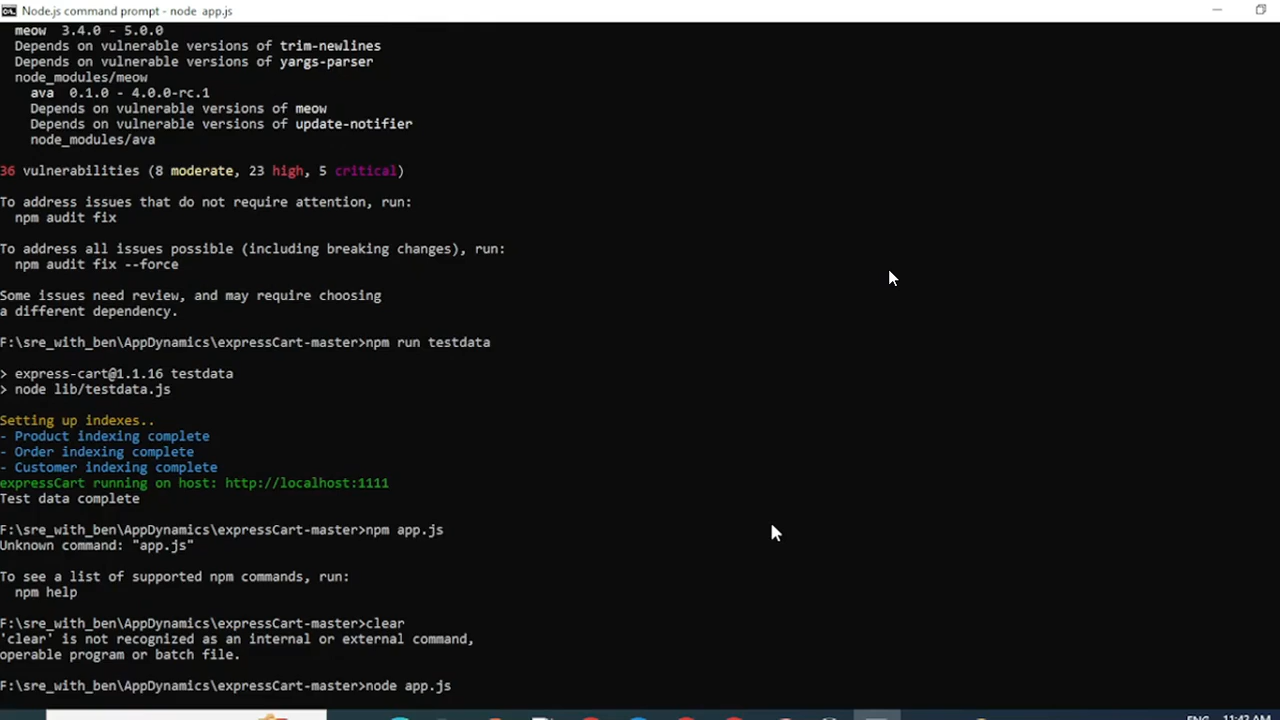 Node.js command prompt - node app.js
meow 3.4.0 - 5.0.0
Depends on vulnerable versions of trim-newlines
Depends on vulnerable versions of yargs-parser
node_modules/meow
ava 0.1.0 - 4.0.0-rc.1
Depends on vulnerable versions of meow
Depends on vulnerable versions of update-notifier
node_modules/ava
36 vulnerabilities (8 moderate, 23 high, 5 critical)
To address issues that do not require attention, run:
npm audit fix
To address all issues possible (including breaking changes), run:
npm audit fix --force
Some issues need review, and may require choosing
a different dependency.
F:\sre_with_ben\AppDynamics\expressCart-master>npm run testdata
> express-cart@1.1.16 testdata
> node lib/testdata.js
Setting up indexes..
- Product indexing complete
- Order indexing complete
- Customer indexing complete
expressCart running on host: http://localhost:1111
Test data complete
F:\sre_with_ben\AppDynamics\expressCart-master>npm app.js
Unknown command: "app.js"
To see a list of supported npm commands, run:
npm help
F:\sre_with_ben\AppDynamics\expressCart-master>clear
'clear' is not recognized as an internal or external command,
operable program or batch file.
F:\sre_with_ben\AppDynamics\expressCart-master>node app.js